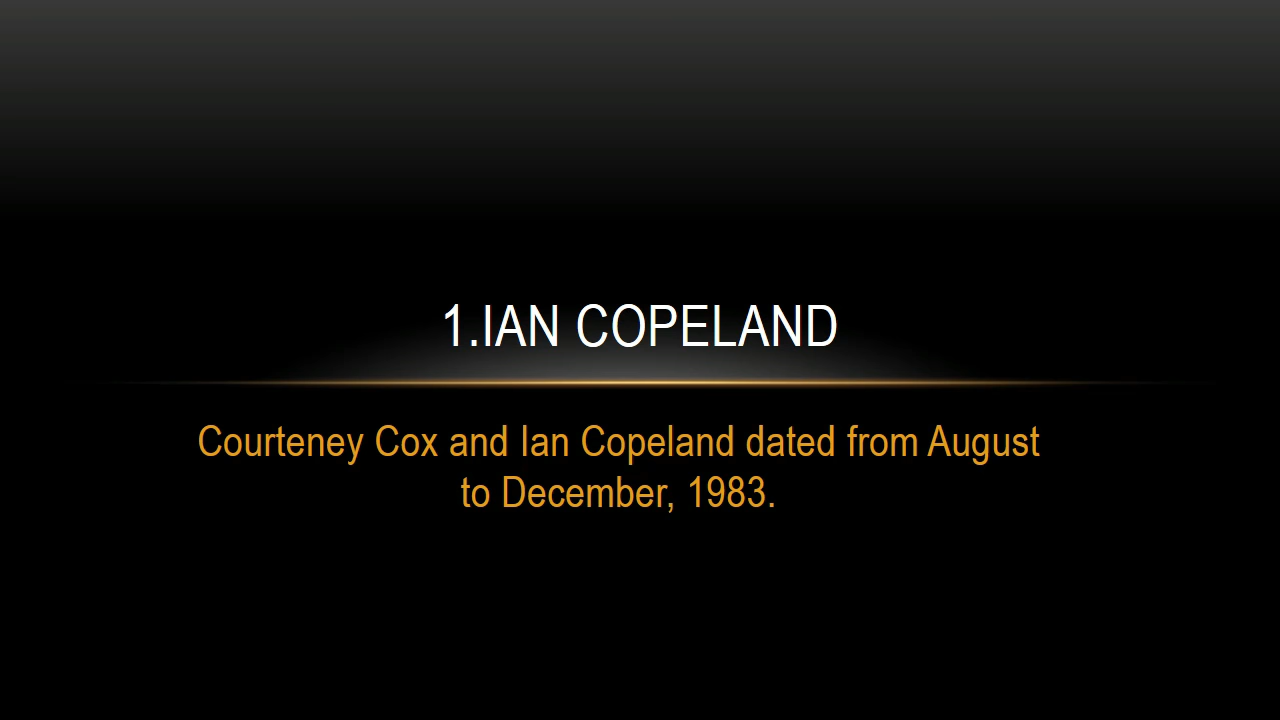 1.IAN COPELAND
Courteney Cox and Ian Copeland dated from August
to December, 1983.